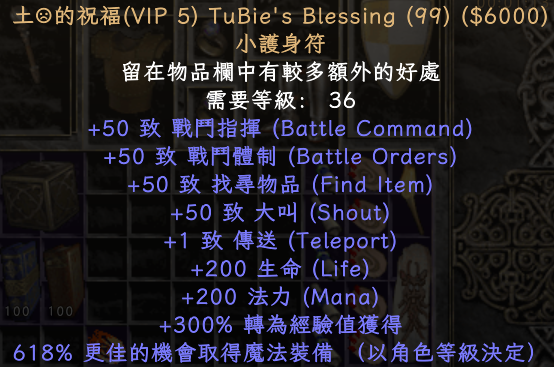 土☹的祝福(VIP 5) TuBie's Blessing (99) ($6000)
小護身符
留在物品欄中有較多額外的好處
需要等級： 36
+50 致 戰鬥指揮 (Battle Command)
+50 致 戰鬥體制 (Battle Orders)
+50 致 找尋物品 (Find Item)
+50 致 大叫 (Shout)
+1 致 傳送 (Teleport)
+200 生命 (Life)
+200 法力 (Mana)
+300% 轉為經驗值獲得
618% 更佳的機會取得魔法裝備 （以角色等級決定）
100 100